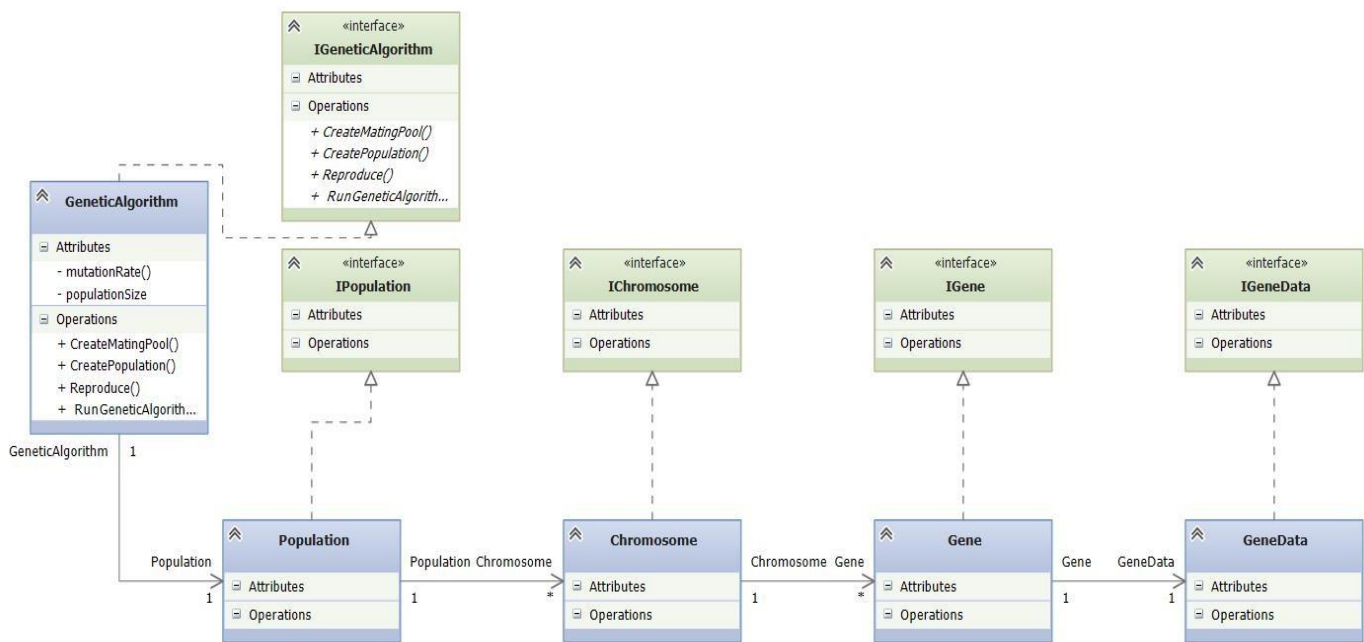 «interface»
IGeneticAlgorithm
Attributes
Operations
+ CreateMatingPool()
+ CreatePopulation()
+ Reproduce()
+ RunGeneticAlgorith...
GeneticAlgorithm
Attributes
- mutationRate()
- populationSize
Operations
+ CreateMatingPool()
+ CreatePopulation()
+ Reproduce()
+ RunGeneticAlgorith...
«interface»
IPopulation
Attributes
Operations
«interface»
IChromosome
Attributes
Operations
«interface»
IGene
Attributes
Operations
«interface»
IGeneData
Attributes
Operations
GeneticAlgorithm 1
Population
1
Population
Attributes
Operations
Population Chromosome
1 *
Chromosome
Attributes
Operations
Chromosome Gene
1 *
Gene
Attributes
Operations
Gene GeneData
1 1
GeneData
Attributes
Operations